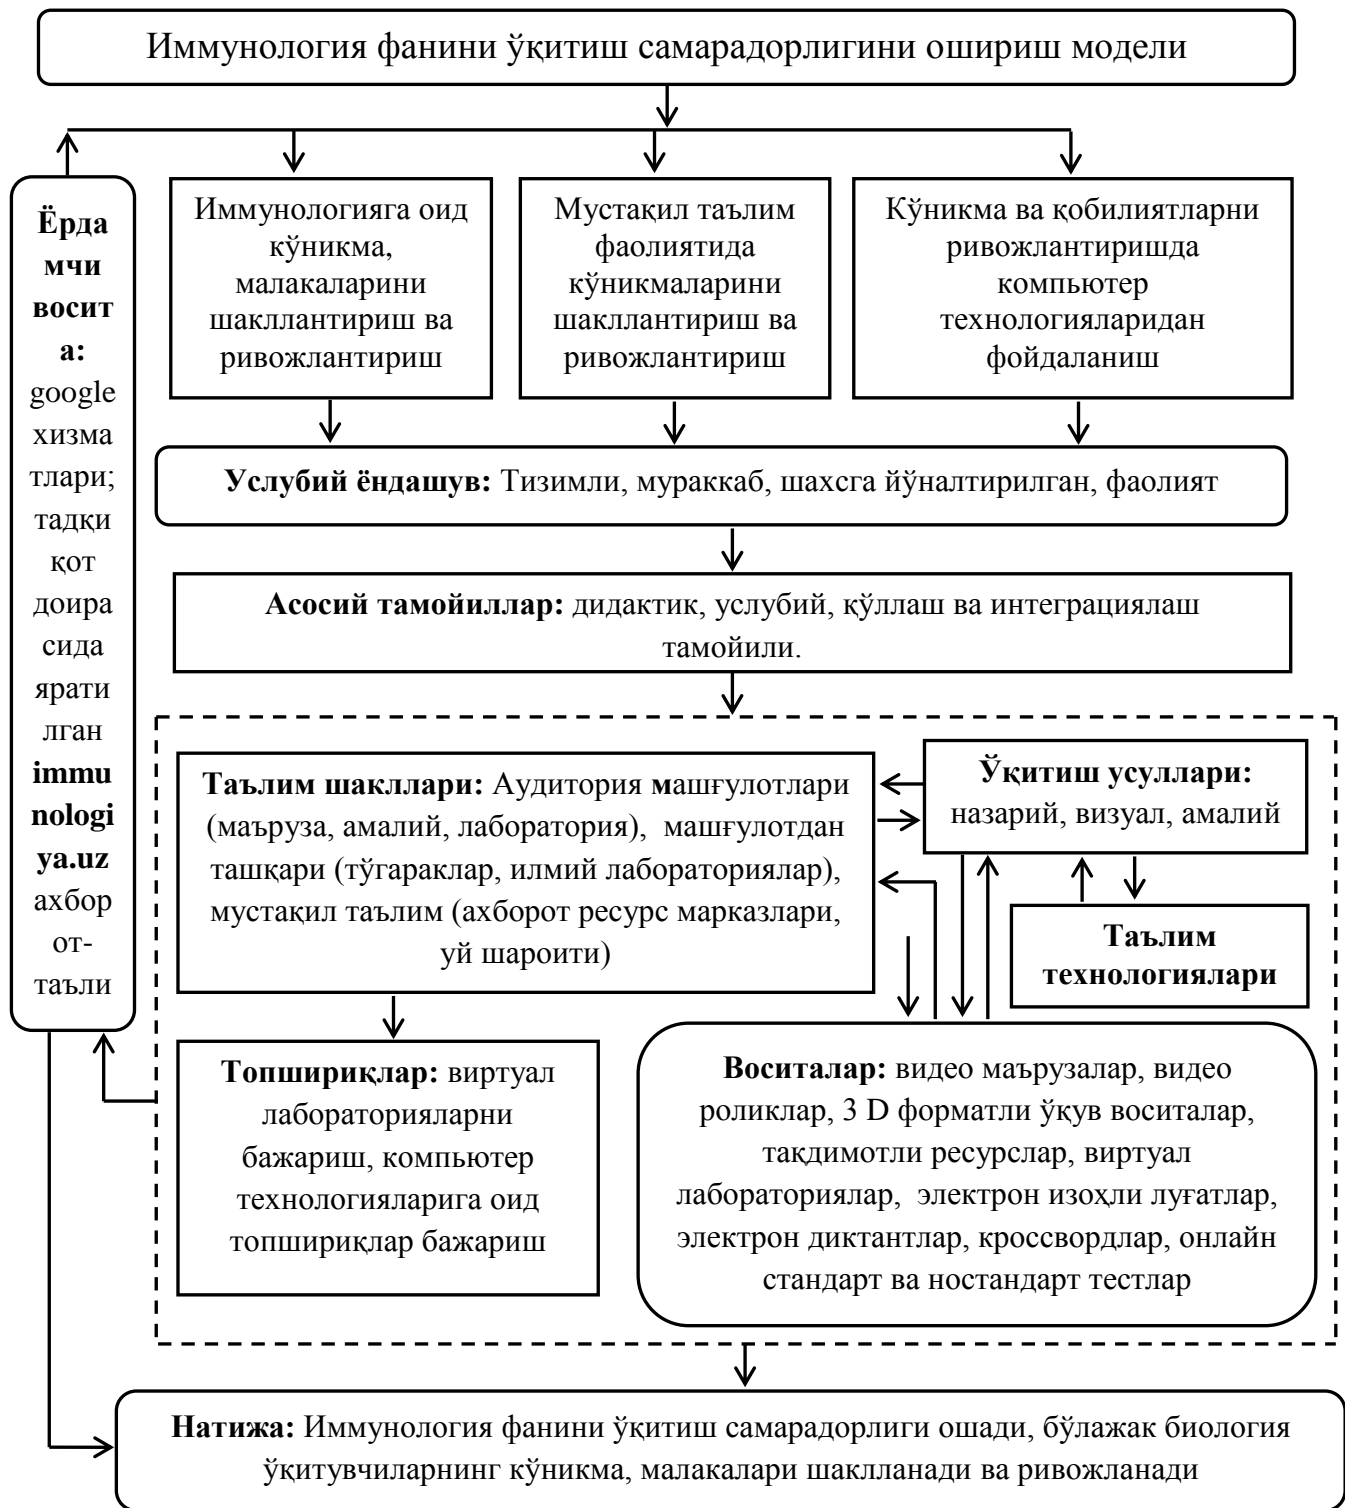 Иммунология фанини ўқитиш самарадорлигини ошириш модели
Ёрда
мчи
восит
а:
google
хизма
тлари;
тадқи
қот
доира
сида
ярати
лган
immu
nologi
ya.uz
ахбор
от-
таъли
Иммунологияга оид
кўникма,
малакаларини
шакллантириш ва
ривожлантириш
Мустақил таълим
фаолиятида
кўникмаларини
шакллантириш ва
ривожлантириш
Кўникма ва қобилиятларни
ривожлантиришда
компьютер
технологияларидан
фойдаланиш
Услубий ёндашув: Тизимли, мураккаб, шахсга йўналтирилган, фаолият
Асосий тамойиллар: дидактик, услубий, қўллаш ва интеграциялаш
тамойили.
Таълим шакллари: Аудитория машғулотлари
(маъруза, амалий, лаборатория), машғулотдан
ташқари (тўгараклар, илмий лабораториялар),
мустақил таълим (ахборот ресурс марказлари,
уй шароити)
Ўқитиш усуллари:
назарий, визуал, амалий
Таълим
технологиялари
Топшириқлар: виртуал
лабораторияларни
бажариш, компьютер
технологияларига оид
топшириқлар бажариш
Воситалар: видео маърузалар, видео
роликлар, 3 D форматли ўқув воситалар,
тақдимотли ресурслар, виртуал
лабораториялар, электрон изоҳли луғатлар,
электрон диктантлар, кроссвордлар, онлайн
стандарт ва ностандарт тестлар
Натижа: Иммунология фанини ўқитиш самарадорлиги ошади, бўлажак биология
ўқитувчиларнинг кўникма, малакалари шаклланади ва ривожланади